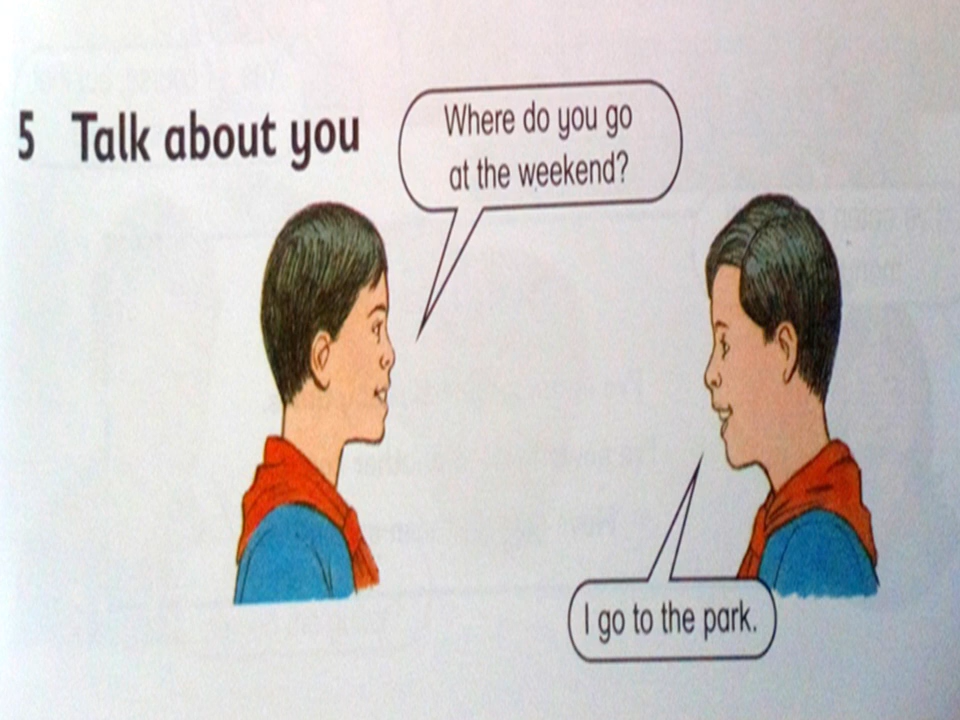 5 Talk about you
Where do you go
at the weekend?
I go to the park.